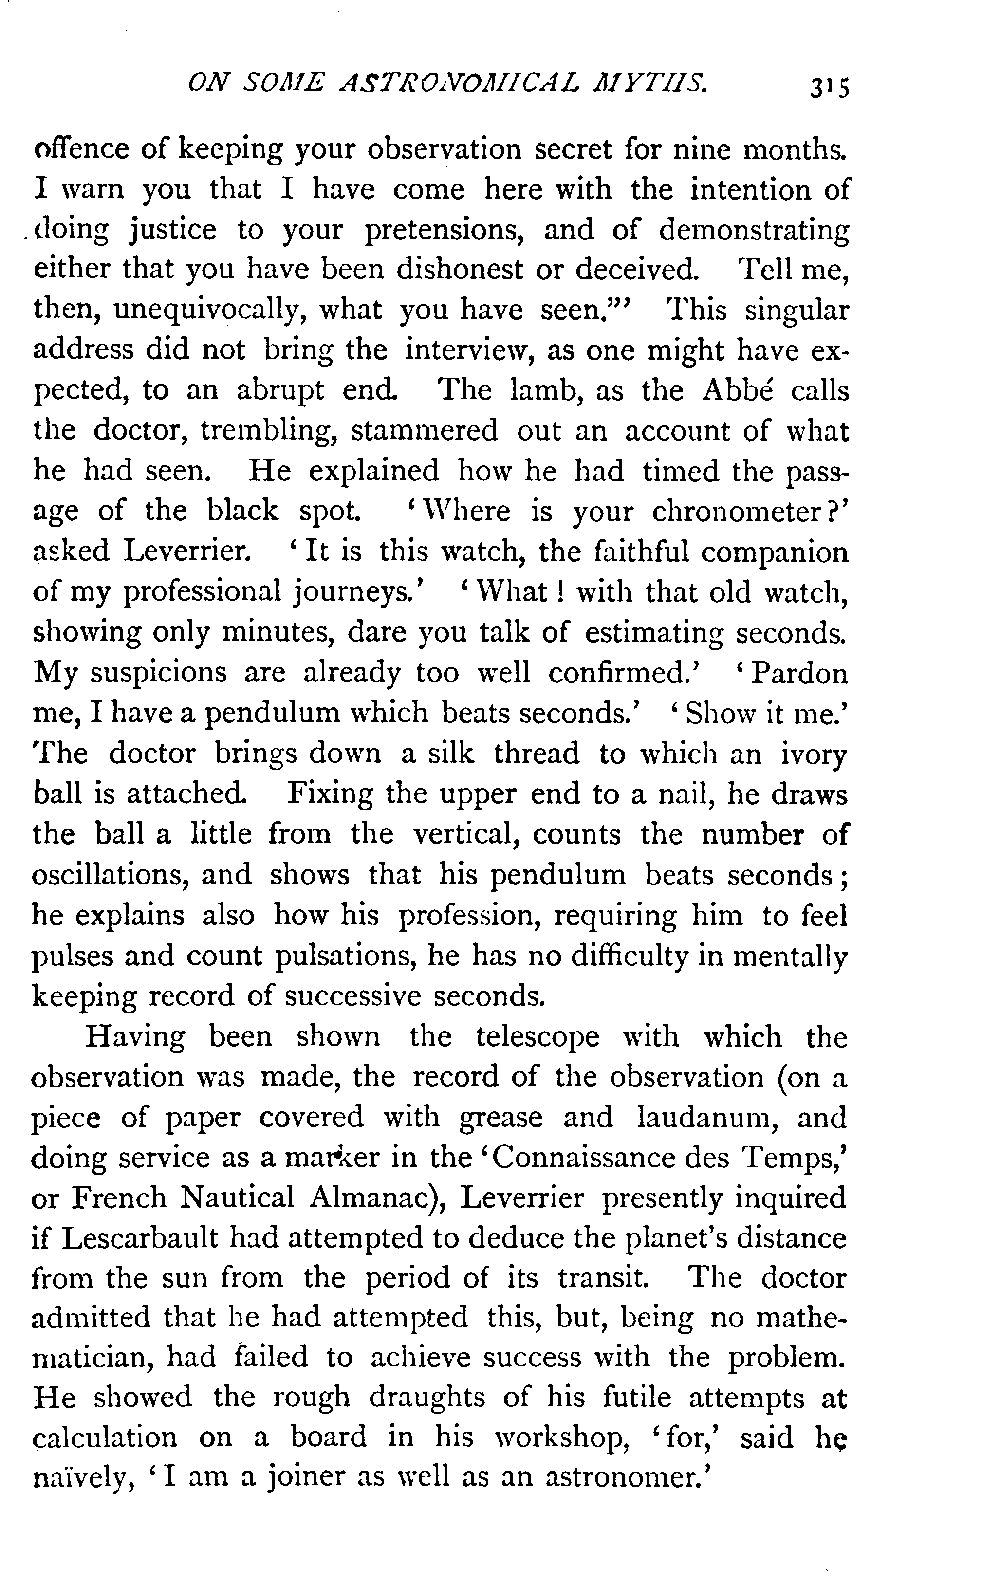 ON SOME ASTRONOMICAL MYTHS. 315
offence of keeping your observation secret for nine months.
I warn you that I have come here with the intention of
doing justice to your pretensions, and of demonstrating
either that you have been dishonest or deceived. Tell me,
then, unequivocally, what you have seen."' This singular
address did not bring the interview, as one might have ex-
pected, to an abrupt end. The lamb, as the Abbé calls
the doctor, trembling, stammered out an account of what
he had seen. He explained how he had timed the pass-
age of the black spot. 'Where is your chronometer?'
asked Leverrier. 'It is this watch, the faithful companion
of my professional journeys.' 'What! with that old watch,
showing only minutes, dare you talk of estimating seconds.
My suspicions are already too well confirmed.' 'Pardon
me, I have a pendulum which beats seconds.' 'Show it me.'
The doctor brings down a silk thread to which an ivory
ball is attached. Fixing the upper end to a nail, he draws
the ball a little from the vertical, counts the number of
oscillations, and shows that his pendulum beats seconds;
he explains also how his profession, requiring him to feel
pulses and count pulsations, he has no difficulty in mentally
keeping record of successive seconds.
Having been shown the telescope with which the
observation was made, the record of the observation (on a
piece of paper covered with grease and laudanum, and
doing service as a marker in the 'Connaissance des Temps,'
or French Nautical Almanac), Leverrier presently inquired
if Lescarbault had attempted to deduce the planet's distance
from the sun from the period of its transit. The doctor
admitted that he had attempted this, but, being no mathe-
matician, had failed to achieve success with the problem.
He showed the rough draughts of his futile attempts at
calculation on a board in his workshop, 'for,' said he
naïvely, 'I am a joiner as well as an astronomer.'